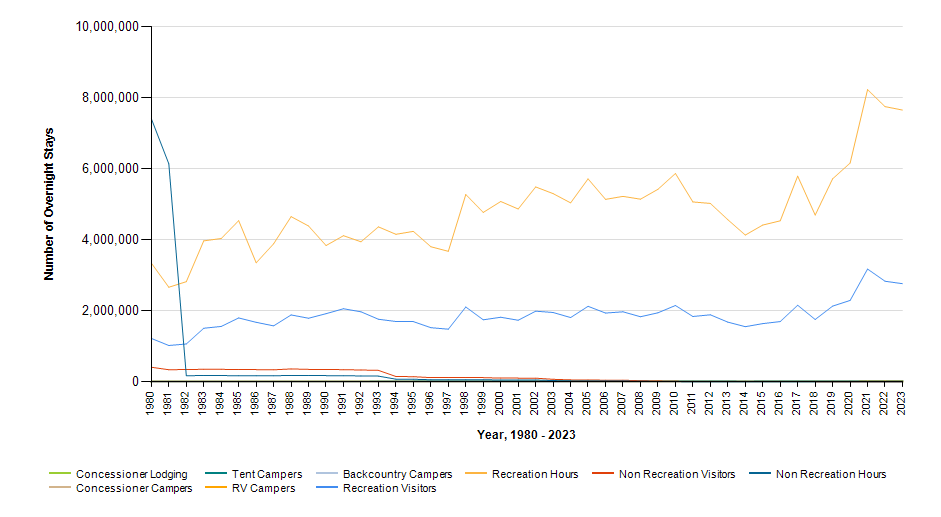 10,000,000
8,000,000
6,000,000
4,000,000
2,000,000
0
Number of Overnight Stays
1980 1981 1982 1983 1984 1985 1986 1987 1988 1989 1990 1991 1992 1993 1994 1995 1996 1997 1998 1999 2000 2001 2002 2003 2004 2005 2006 2007 2008 2009 2010 2011 2012 2013 2014 2015 2016 2017 2018 2019 2020 2021 2022 2023
Year, 1980 - 2023
Concessioner Lodging Tent Campers Backcountry Campers Recreation Hours Non Recreation Visitors Non Recreation Hours
Concessioner Campers RV Campers Recreation Visitors